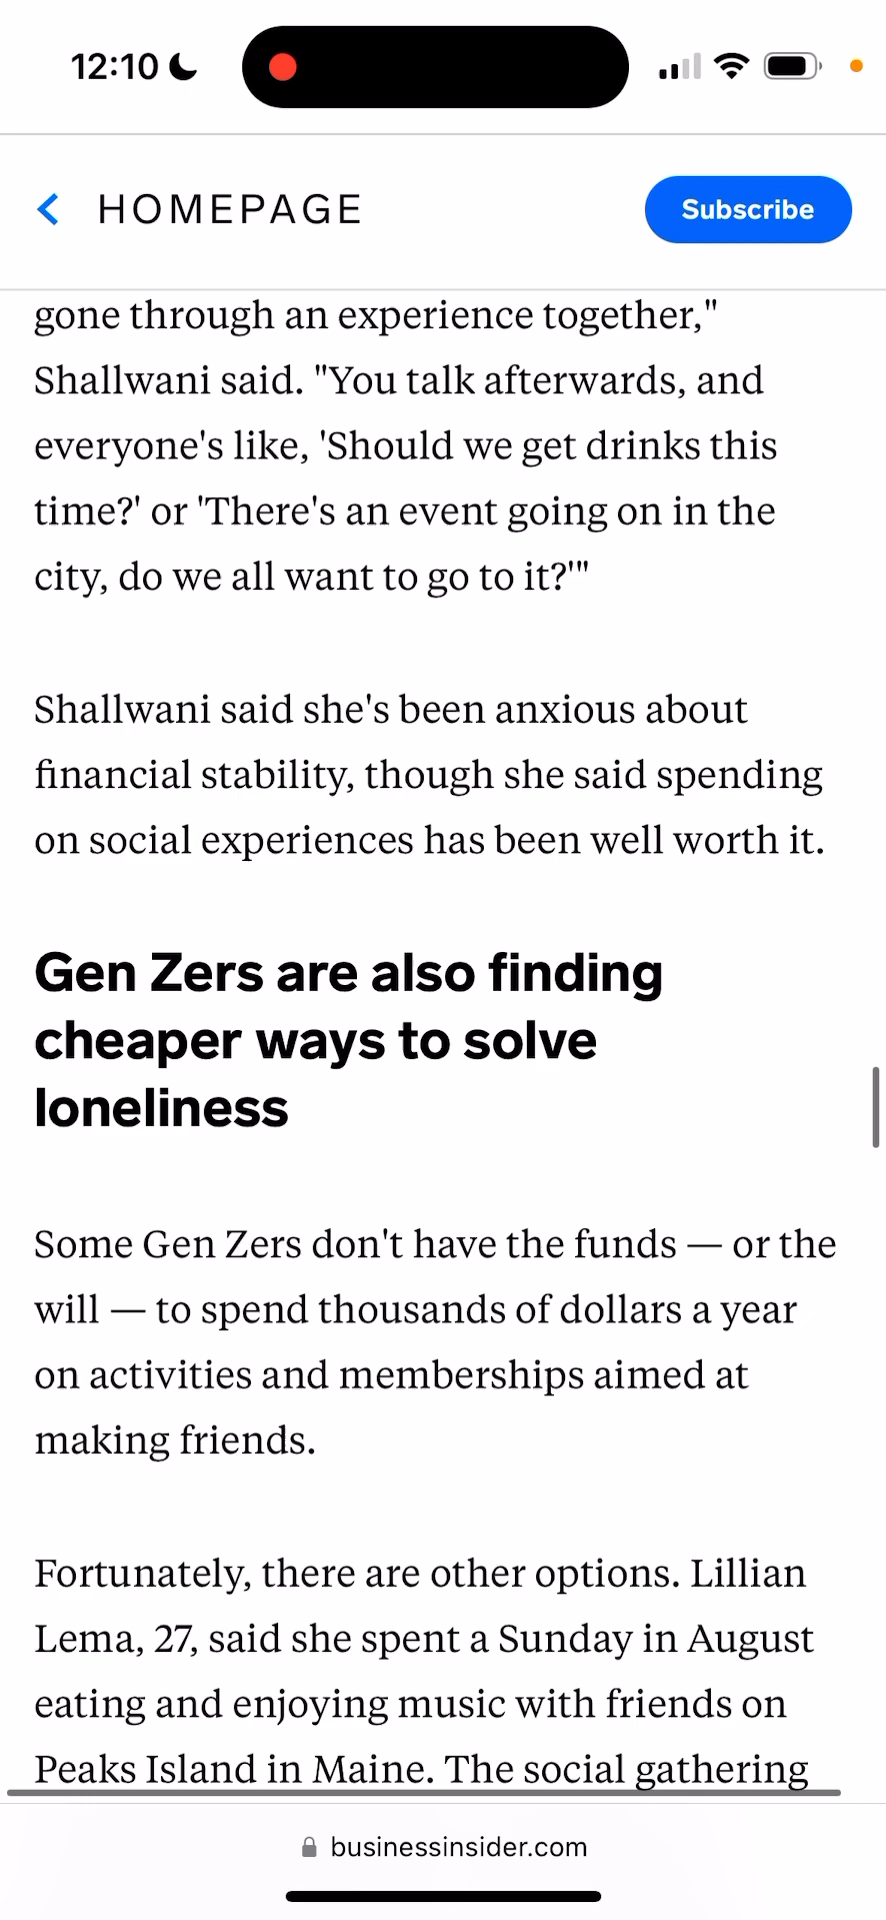 12:10
HOMEPAGE
Subscribe
gone through an experience together,"
Shallwani said. "You talk afterwards, and
everyone's like, 'Should we get drinks this
time?' or 'There's an event going on in the
city, do we all want to go to it?'"
Shallwani said she's been anxious about
financial stability, though she said spending
on social experiences has been well worth it.
Gen Zers are also finding
cheaper ways to solve
loneliness
Some Gen Zers don't have the funds — or the
will — to spend thousands of dollars a year
on activities and memberships aimed at
making friends.
Fortunately, there are other options. Lillian
Lema, 27, said she spent a Sunday in August
eating and enjoying music with friends on
Peaks Island in Maine. The social gathering
businessinsider.com